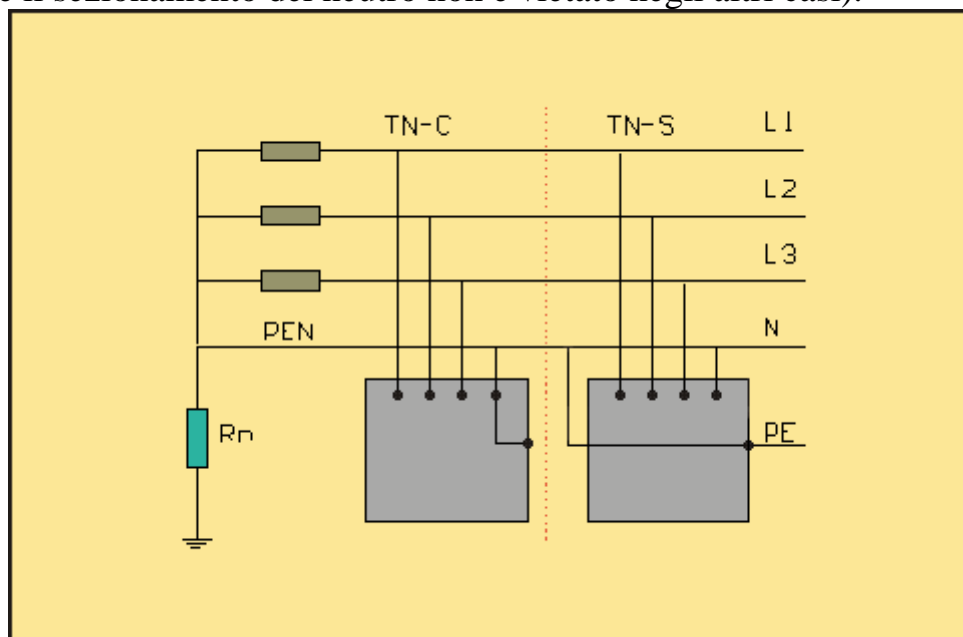 e il sezionamento del neutro non è vietato negli altri casi).
TN-C TN-S L1
L2
L3
PEN N
Rn PE